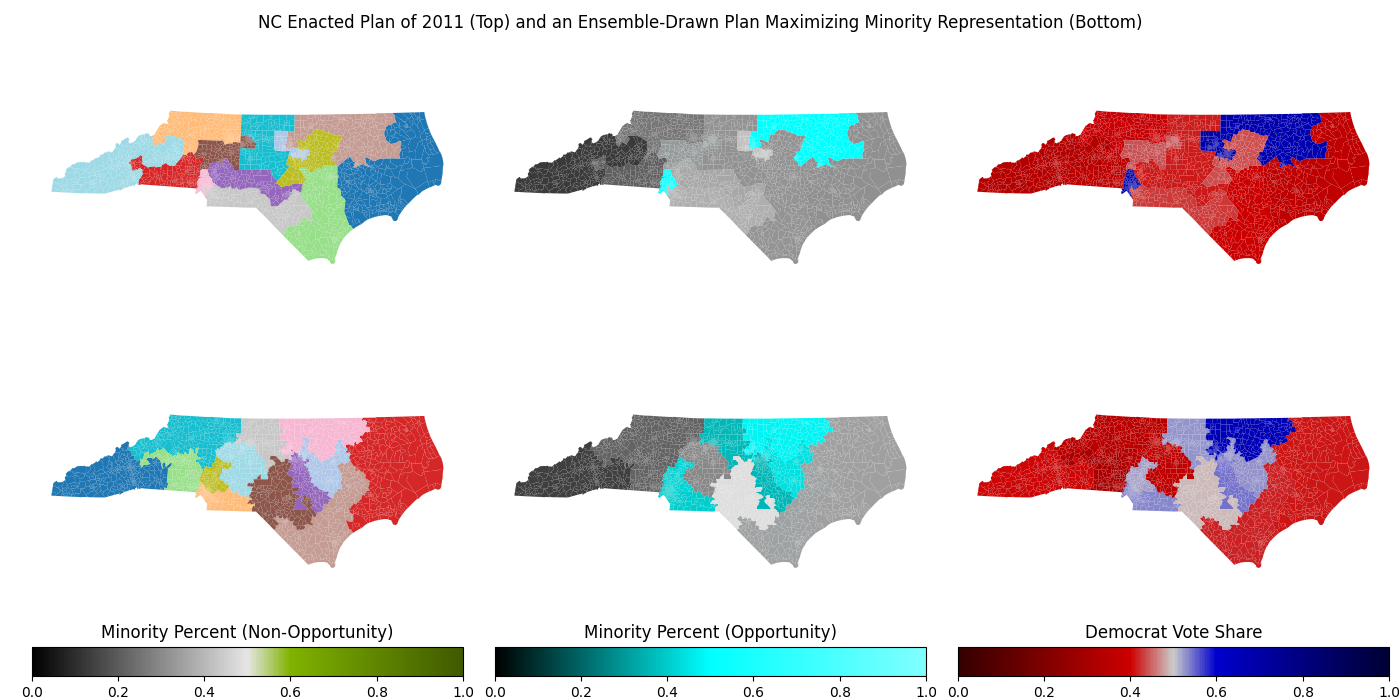 NC Enacted Plan of 2011 (Top) and an Ensemble-Drawn Plan Maximizing Minority Representation (Bottom)
Minority Percent (Non-Opportunity)
0.0 0.2 0.4 0.6 0.8 1.0
Minority Percent (Opportunity)
0.0 0.2 0.4 0.6 0.8 1.0
Democrat Vote Share
0.0 0.2 0.4 0.6 0.8 1.0